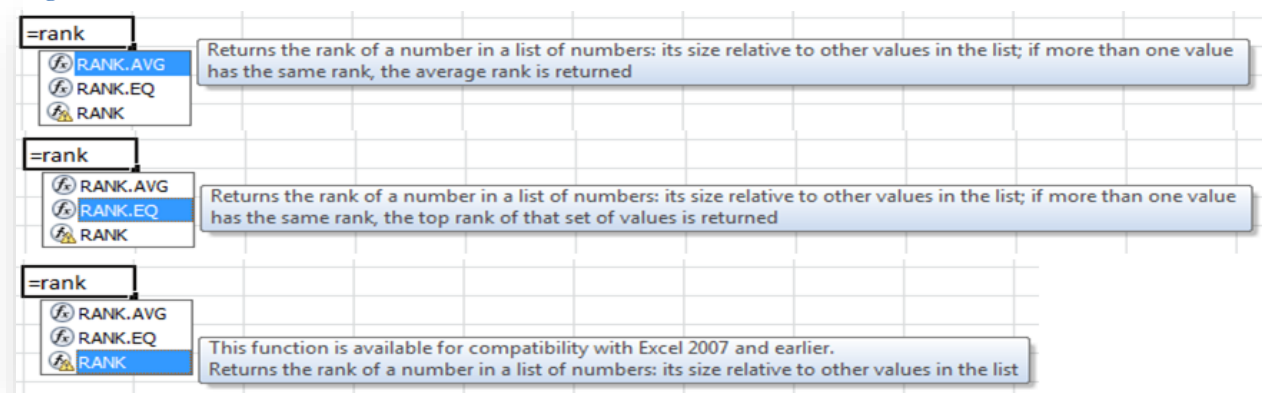 =rank
RANK.AVG
Returns the rank of a number in a list of numbers: its size relative to other values in the list; if more than one value
has the same rank, the average rank is returned
RANK.EQ
RANK
=rank
RANK.AVG
RANK.EQ
Returns the rank of a number in a list of numbers: its size relative to other values in the list; if more than one value
has the same rank, the top rank of that set of values is returned
RANK
=rank
RANK.AVG
RANK.EQ
RANK
This function is available for compatibility with Excel 2007 and earlier.
Returns the rank of a number in a list of numbers: its size relative to other values in the list